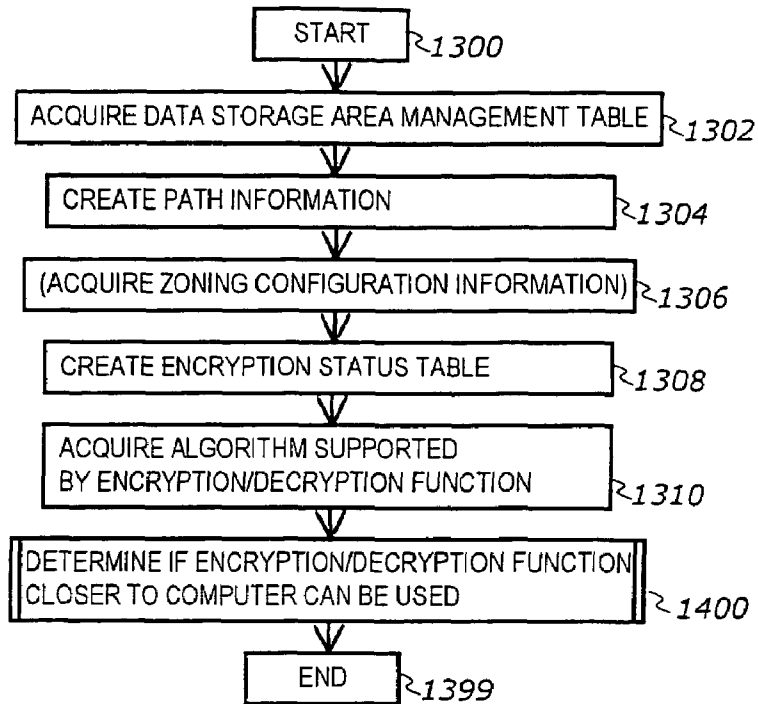 START
1300
ACQUIRE DATA STORAGE AREA MANAGEMENT TABLE
1302
CREATE PATH INFORMATION
1304
(ACQUIRE ZONING CONFIGURATION INFORMATION)
1306
CREATE ENCRYPTION STATUS TABLE
1308
ACQUIRE ALGORITHM SUPPORTED
BY ENCRYPTION/DECRYPTION FUNCTION
1310
DETERMINE IF ENCRYPTION/DECRYPTION FUNCTION
CLOSER TO COMPUTER CAN BE USED
1400
END
1399